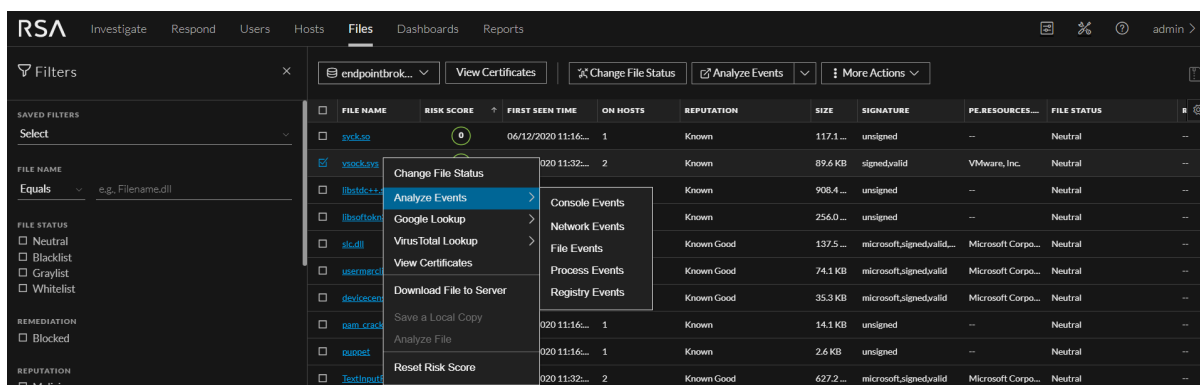 RSA Investigate Respond Users Hosts Files Dashboards Reports admin
Filters
endpointbrok... View Certificates Change File Status Analyze Events More Actions
SAVED FILTERS
Select
FILE NAME
Equals e.g., Filename.dll
FILE STATUS
Neutral
Blacklist
Graylist
Whitelist
REMEDIATION
Blocked
REPUTATION
FILE NAME RISK SCORE FIRST SEEN TIME ON HOSTS REPUTATION SIZE SIGNATURE PE.RESOURCES.... FILE STATUS
syck.so 0 06/12/2020 11:16:... 1 Known 117.1 ... unsigned -- Neutral --
vsock.sys 020 11:32:... 2 Known 89.6 KB signed,valid VMware, Inc. Neutral --
libstdc++.s Known 908.4 ... unsigned -- Neutral --
libsoftokn Known 256.0 ... unsigned -- Neutral --
slc.dll Known Good 137.5 ... microsoft,signed,valid,... Microsoft Corpo... Neutral --
usermgrcli Known Good 74.1 KB microsoft,signed,valid Microsoft Corpo... Neutral --
devicecens Known Good 35.3 KB microsoft,signed,valid Microsoft Corpo... Neutral --
pam_crack 020 11:16:... 1 Known 14.1 KB unsigned -- Neutral --
puppet 020 11:16:... 1 Known 2.6 KB unsigned -- Neutral --
TextInputF 020 11:32:... 2 Known Good 627.2 ... microsoft,signed,valid Microsoft Corpo... Neutral --
Change File Status
Analyze Events
Google Lookup
VirusTotal Lookup
View Certificates
Download File to Server
Save a Local Copy
Analyze File
Reset Risk Score
Console Events
Network Events
File Events
Process Events
Registry Events